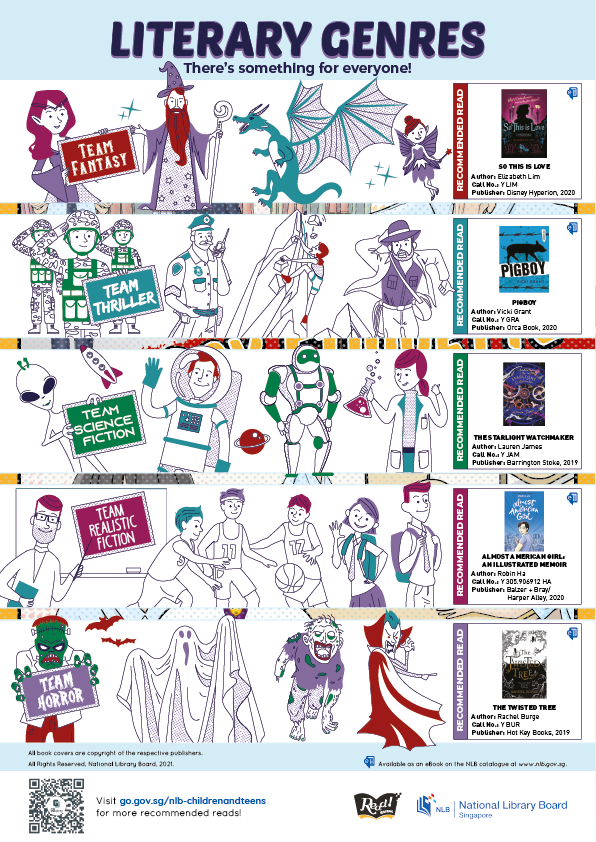 LITERARY GENRES
There's something for everyone!
TEAM
FANTASY
RECOMMENDED READ
So This is Love
SO THIS IS LOVE
Author: Elizabeth Lim
Call No.: Y LIM
Publisher: Disney Hyperion, 2020
TEAM
THRILLER
RECOMMENDED READ
PIGBOY
PIGBOY
Author: Vicki Grant
Call No.: Y GRA
Publisher: Orca Book, 2020
TEAM
SCIENCE
FICTION
RECOMMENDED READ
THE STARLIGHT WATCHMAKER
Author: Lauren James
Call No.: Y JAM
Publisher: Barrington Stoke, 2019
TEAM
REALISTIC
FICTION
11
17
RECOMMENDED READ
Almost
American
Girl
ALMOST A MERICAN GIRL:
AN ILLUSTRATED MEMOIR
Author: Robin Ha
Call No.: Y 305.906912 HA
Publisher: Balzer + Bray/
Harper Alley, 2020
TEAM
HORROR
RECOMMENDED READ
The
Twisted
Tree
THE TWISTED TREE
Author: Rachel Burge
Call No.: Y BUR
Publisher: Hot Key Books, 2019
All book covers are copyright of the respective publishers.
All Rights Reserved, National Library Board, 2021.
Available as an eBook on the NLB catalogue at www.nlb.gov.sg.
Visit go.gov.sg/nlb-childrenandteens
for more recommended reads!
Read!
NLB
National Library Board
Singapore